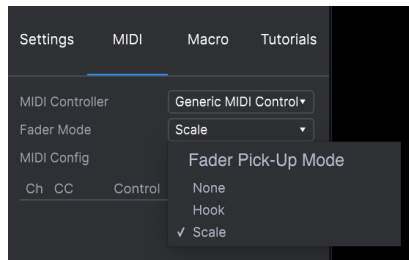 Settings MIDI Macro Tutorials
MIDI Controller Generic MIDI Control▾
Fader Mode Scale ▾
MIDI Config
Fader Pick-Up Mode
Ch CC Control
None
Hook
✓ Scale